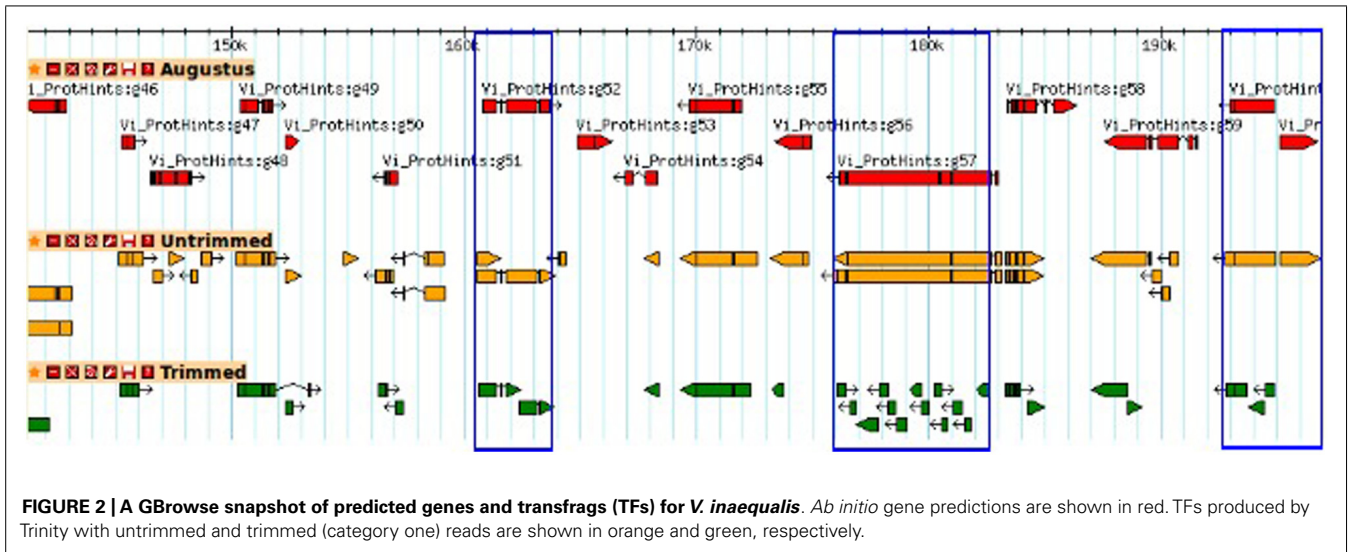 150k 160k 170k 180k 190k
Augustus
i_ProtHints:g46 Vi_ProtHints:g49 Vi_ProtHints:g52 Vi_ProtHints:g55 Vi_ProtHints:g58 Vi_ProtHint
Vi_ProtHints:g47 Vi_ProtHints:g50 Vi_ProtHints:g53 Vi_ProtHints:g56 Vi_ProtHints:g59 Vi_Pr
Vi_ProtHints:g48 Vi_ProtHints:g51 Vi_ProtHints:g54 Vi_ProtHints:g57
Untrimmed
Trimmed
FIGURE 2 | A GBrowse snapshot of predicted genes and transfrags (TFs) for V. inaequalis. Ab initio gene predictions are shown in red. TFs produced by
Trinity with untrimmed and trimmed (category one) reads are shown in orange and green, respectively.